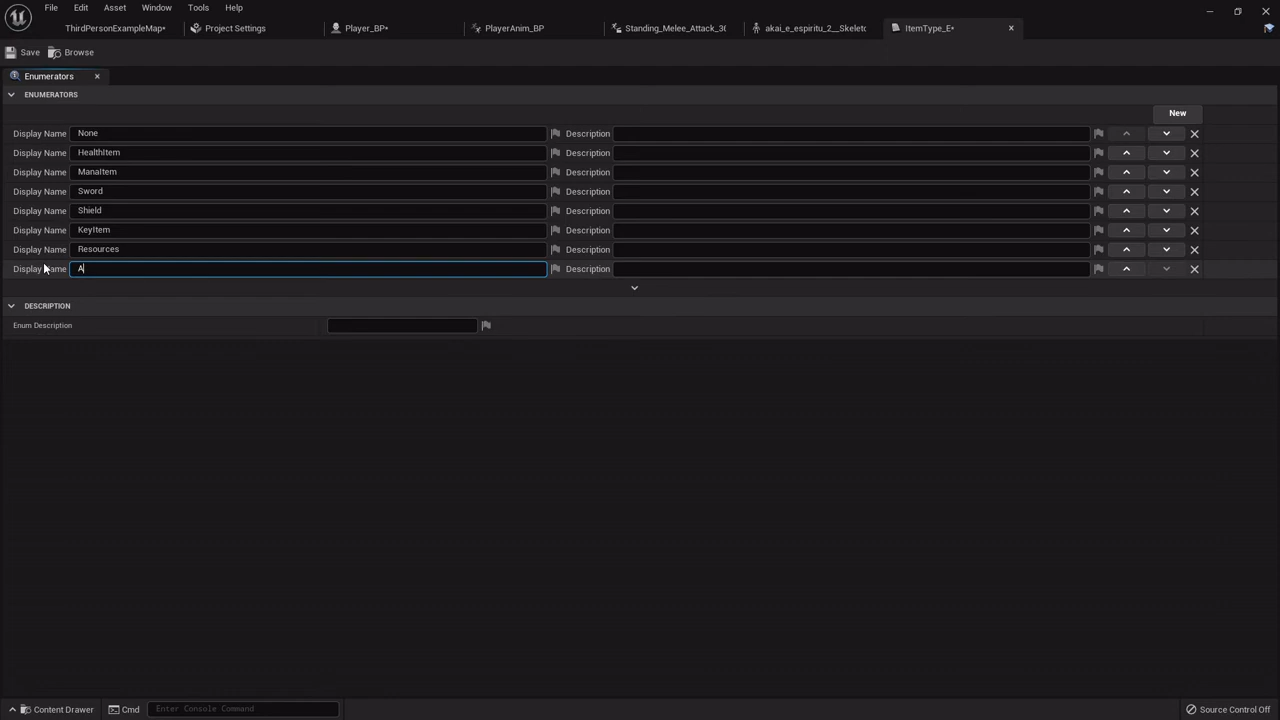 File Edit Asset Window Tools Help
ThirdPersonExampleMap* Project Settings Player_BP* PlayerAnim_BP Standing_Melee_Attack_36 akai_e_espiritu_2__Skeletc ItemType_E*
Save Browse
Enumerators
ENUMERATORS
New
Display Name None Description
Display Name HealthItem Description
Display Name ManaItem Description
Display Name Sword Description
Display Name Shield Description
Display Name KeyItem Description
Display Name Resources Description
Display Name A Description
DESCRIPTION
Enum Description
Content Drawer Cmd Enter Console Command Source Control Off